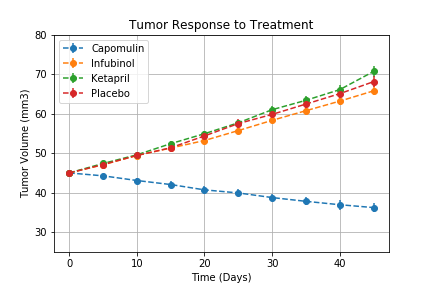 Tumor Response to Treatment
Tumor Volume (mm3)
80
70
60
50
40
30
Capomulin
Infubinol
Ketapril
Placebo
0 10 20 30 40
Time (Days)